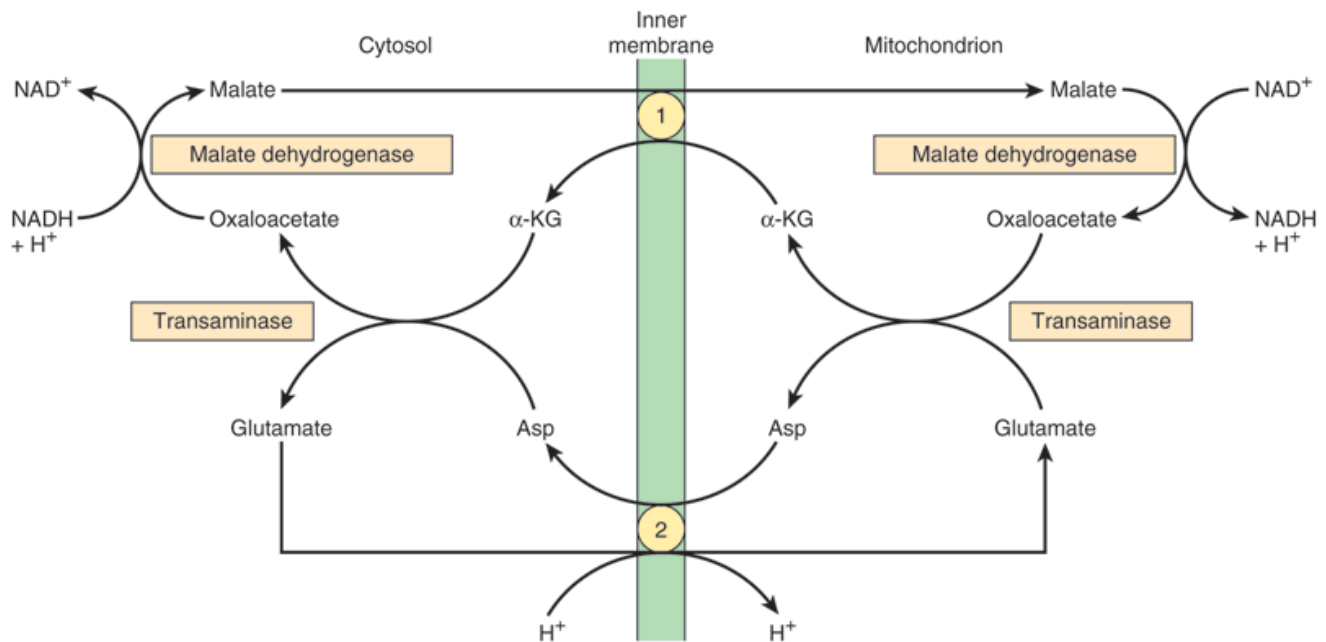 Cytosol
Inner
membrane
Mitochondrion
NAD⁺
Malate
1
Malate
NAD⁺
Malate dehydrogenase
Malate dehydrogenase
NADH
+ H⁺
Oxaloacetate
α-KG
α-KG
Oxaloacetate
NADH
+ H⁺
Transaminase
Transaminase
Glutamate
Asp
Asp
Glutamate
2
H⁺
H⁺